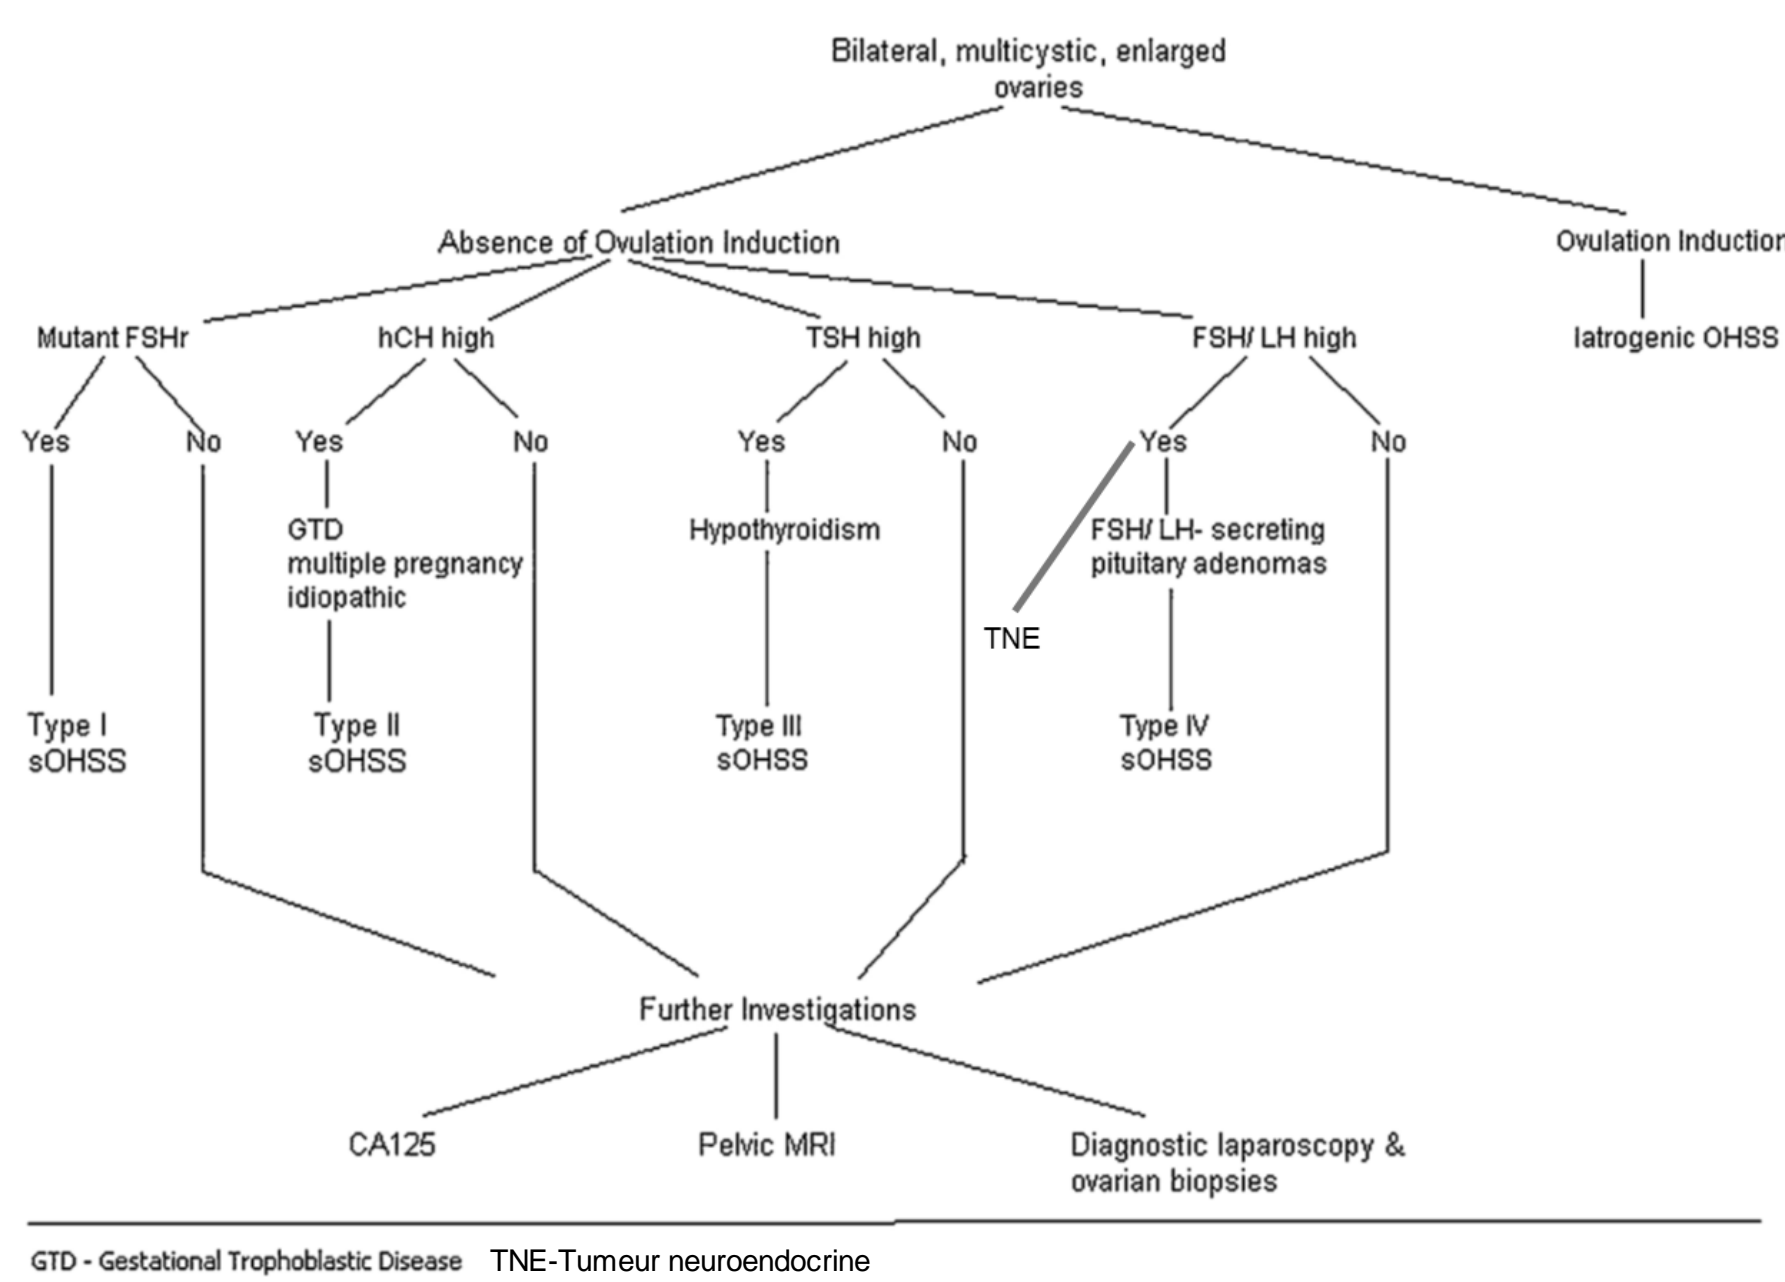 Bilateral, multicystic, enlarged
ovaries
Absence of Ovulation Induction
Ovulation Induction
Mutant FSHr
hCH high
TSH high
FSH/ LH high
Iatrogenic OHSS
Yes
No
Yes
No
Yes
No
Yes
No
GTD
multiple pregnancy
idiopathic
Hypothyroidism
FSH/ LH- secreting
pituitary adenomas
TNE
Type I
sOHSS
Type II
sOHSS
Type III
sOHSS
Type IV
sOHSS
Further Investigations
CA125
Pelvic MRI
Diagnostic laparoscopy &
ovarian biopsies
GTD - Gestational Trophoblastic Disease TNE-Tumeur neuroendocrine